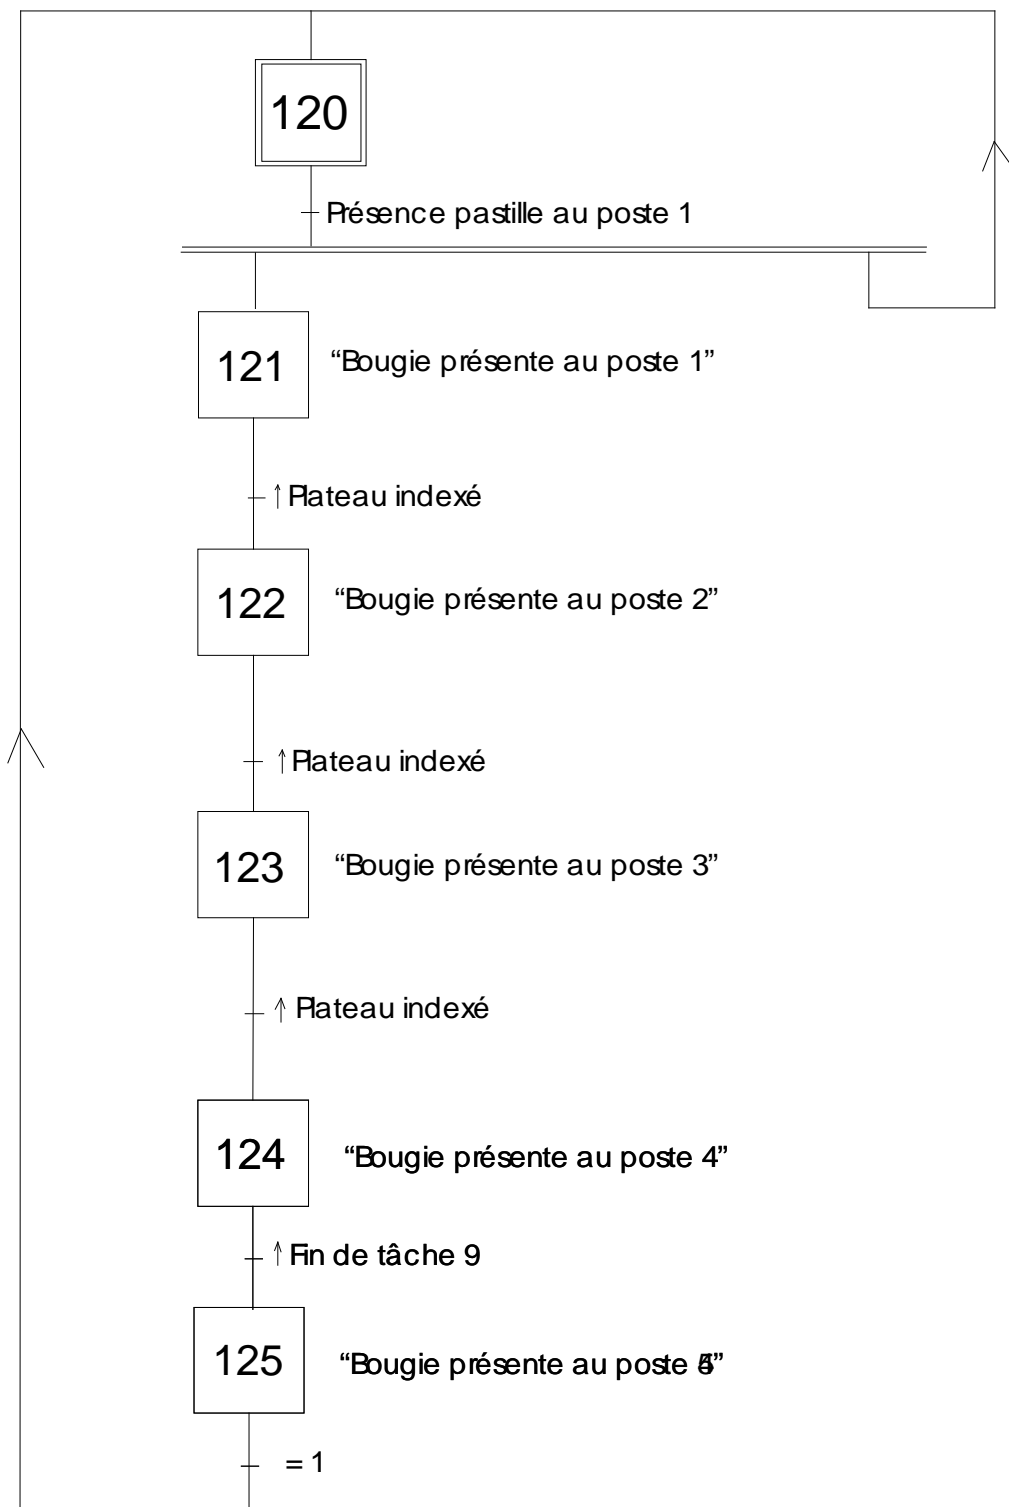 120
Présence pastille au poste 1
121 “Bougie présente au poste 1”
↑ Plateau indexé
122 “Bougie présente au poste 2”
↑ Plateau indexé
123 “Bougie présente au poste 3”
↑ Plateau indexé
124 “Bougie présente au poste 4”
↑ Fin de tâche 9
125 “Bougie présente au poste
= 1